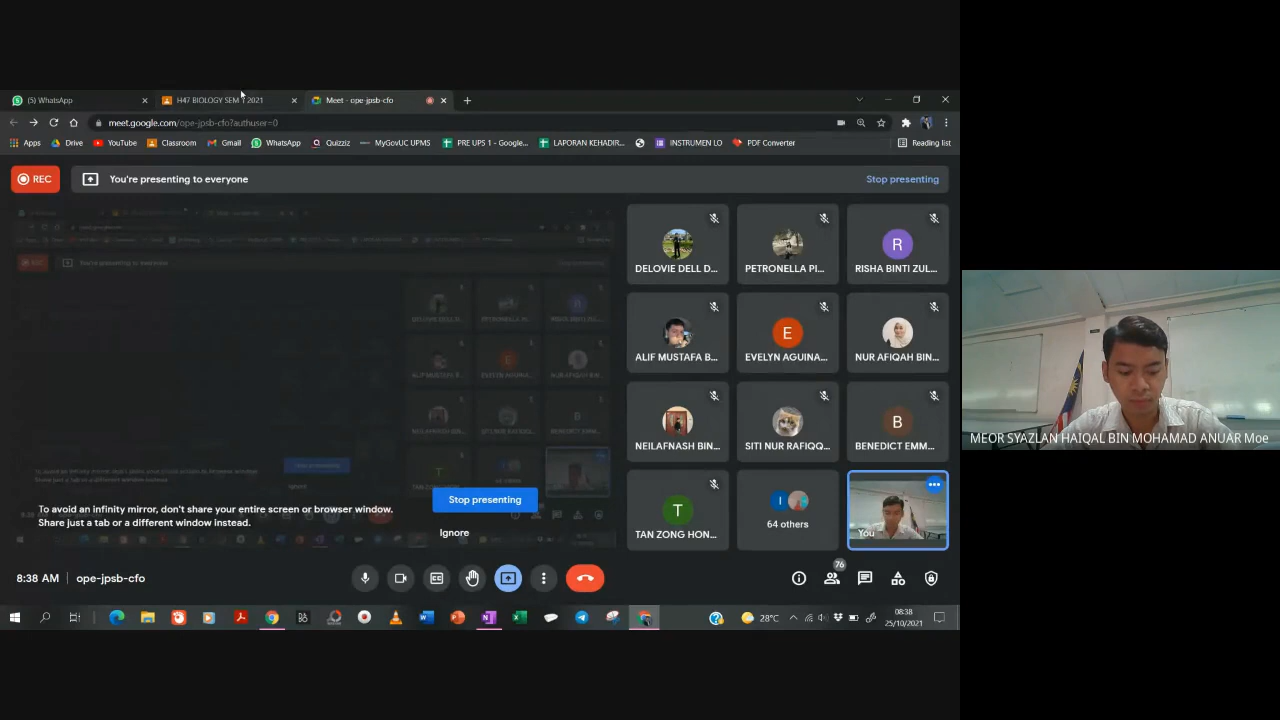 (5) WhatsApp
H47 BIOLOGY SEM 1 2021
Meet - ope-jpsb-cfo
meet.google.com/ope-jpsb-cfo?authuser=0
Apps
Drive
YouTube
Classroom
Gmail
WhatsApp
Quizziz
MyGovUC UPMS
PRE UPS 1 - Google...
LAPORAN KEHADIR...
INSTRUMEN LO
PDF Converter
Reading list
REC
You're presenting to everyone
Stop presenting
DELOVIE DELL D...
PETRONELLA PI...
R
RISHA BINTI ZUL...
ALIF MUSTAFA B...
E
EVELYN AGUINA...
NUR AFIQAH BIN...
NEILAFNASH BIN...
SITI NUR RAFIQQ...
B
BENEDICT EMM...
T
TAN ZONG HON...
I
64 others
You
To avoid an infinity mirror, don't share your entire screen or browser window.
Share just a tab or a different window instead.
Stop presenting
Ignore
MEOR SYAZLAN HAIQAL BIN MOHAMAD ANUAR Moe
8:38 AM | ope-jpsb-cfo
76
28°C
08:38
25/10/2021